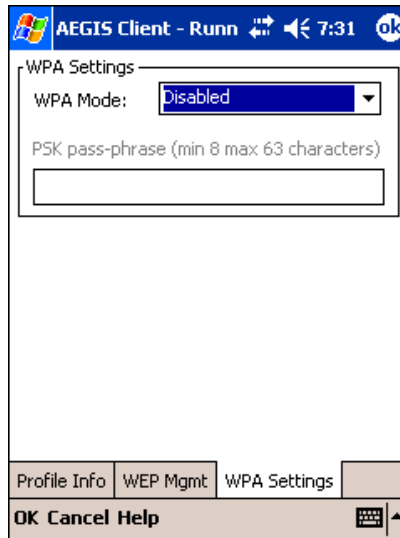 AEGIS Client - Runn 7:31 ok
WPA Settings
WPA Mode: Disabled
PSK pass-phrase (min 8 max 63 characters)
Profile Info WEP Mgmt WPA Settings
OK Cancel Help